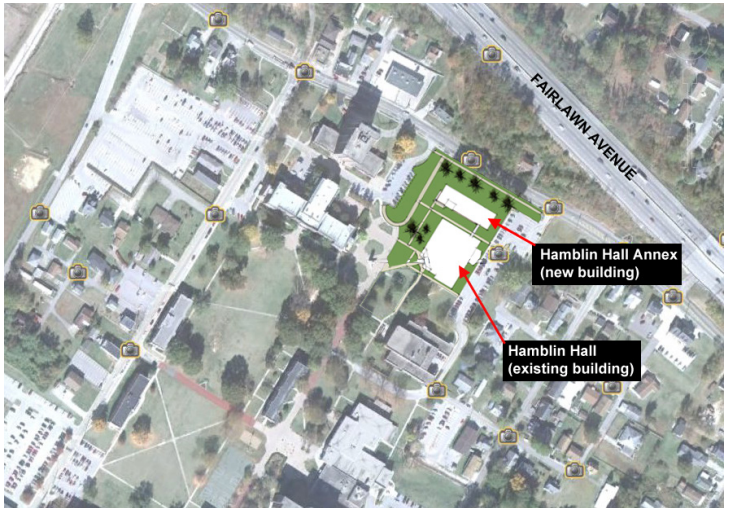 FAIRLAWN AVENUE
Hamblin Hall Annex
(new building)
Hamblin Hall
(existing building)